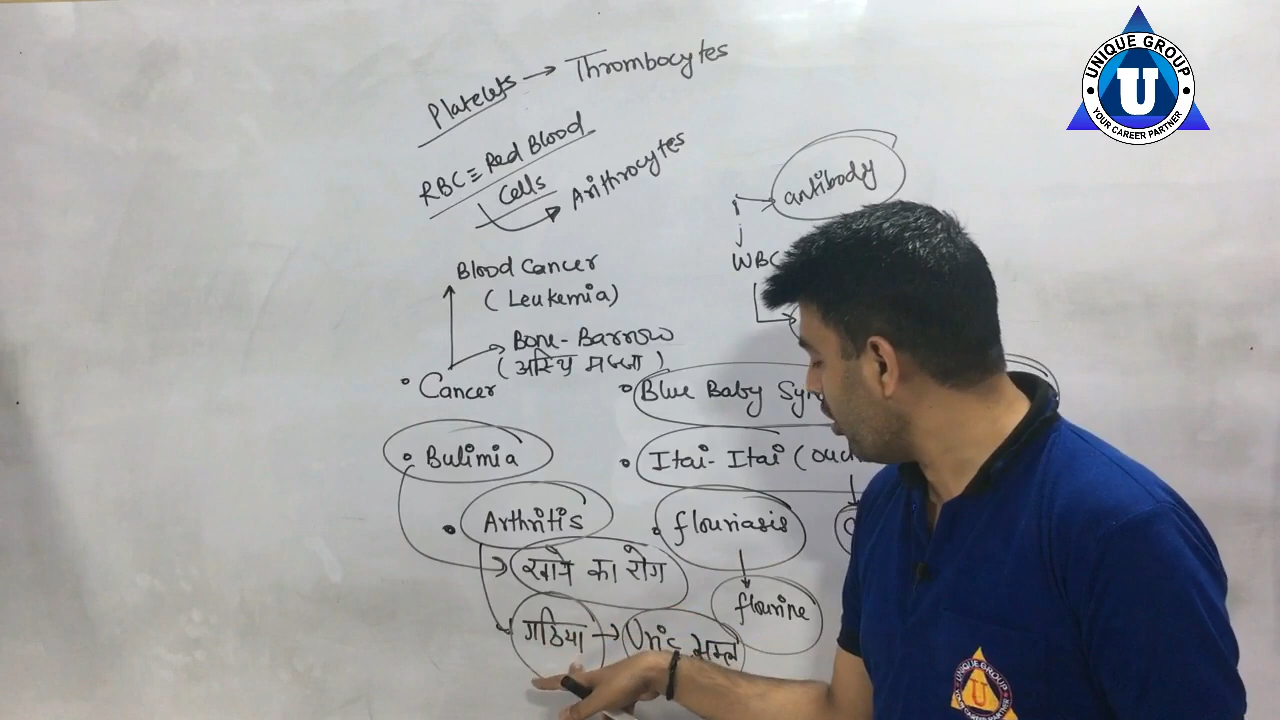 Platelets → Thrombocytes
RBC = Red Blood
Cells
Arithrocytes
antibody
WBC
Blood Cancer
(Leukemia)
Bone-Barrow
(अस्थि मज्जा)
• Cancer
• Blue Baby
• Bulimia
• Itai-Itai (
• Arthritis
• flouriasis
खाने का रोग
flourine
गठिया → Uric अम्ल
UNIQUE GROUP
U
YOUR CAREER PARTNER
UNIQUE GROUP
U